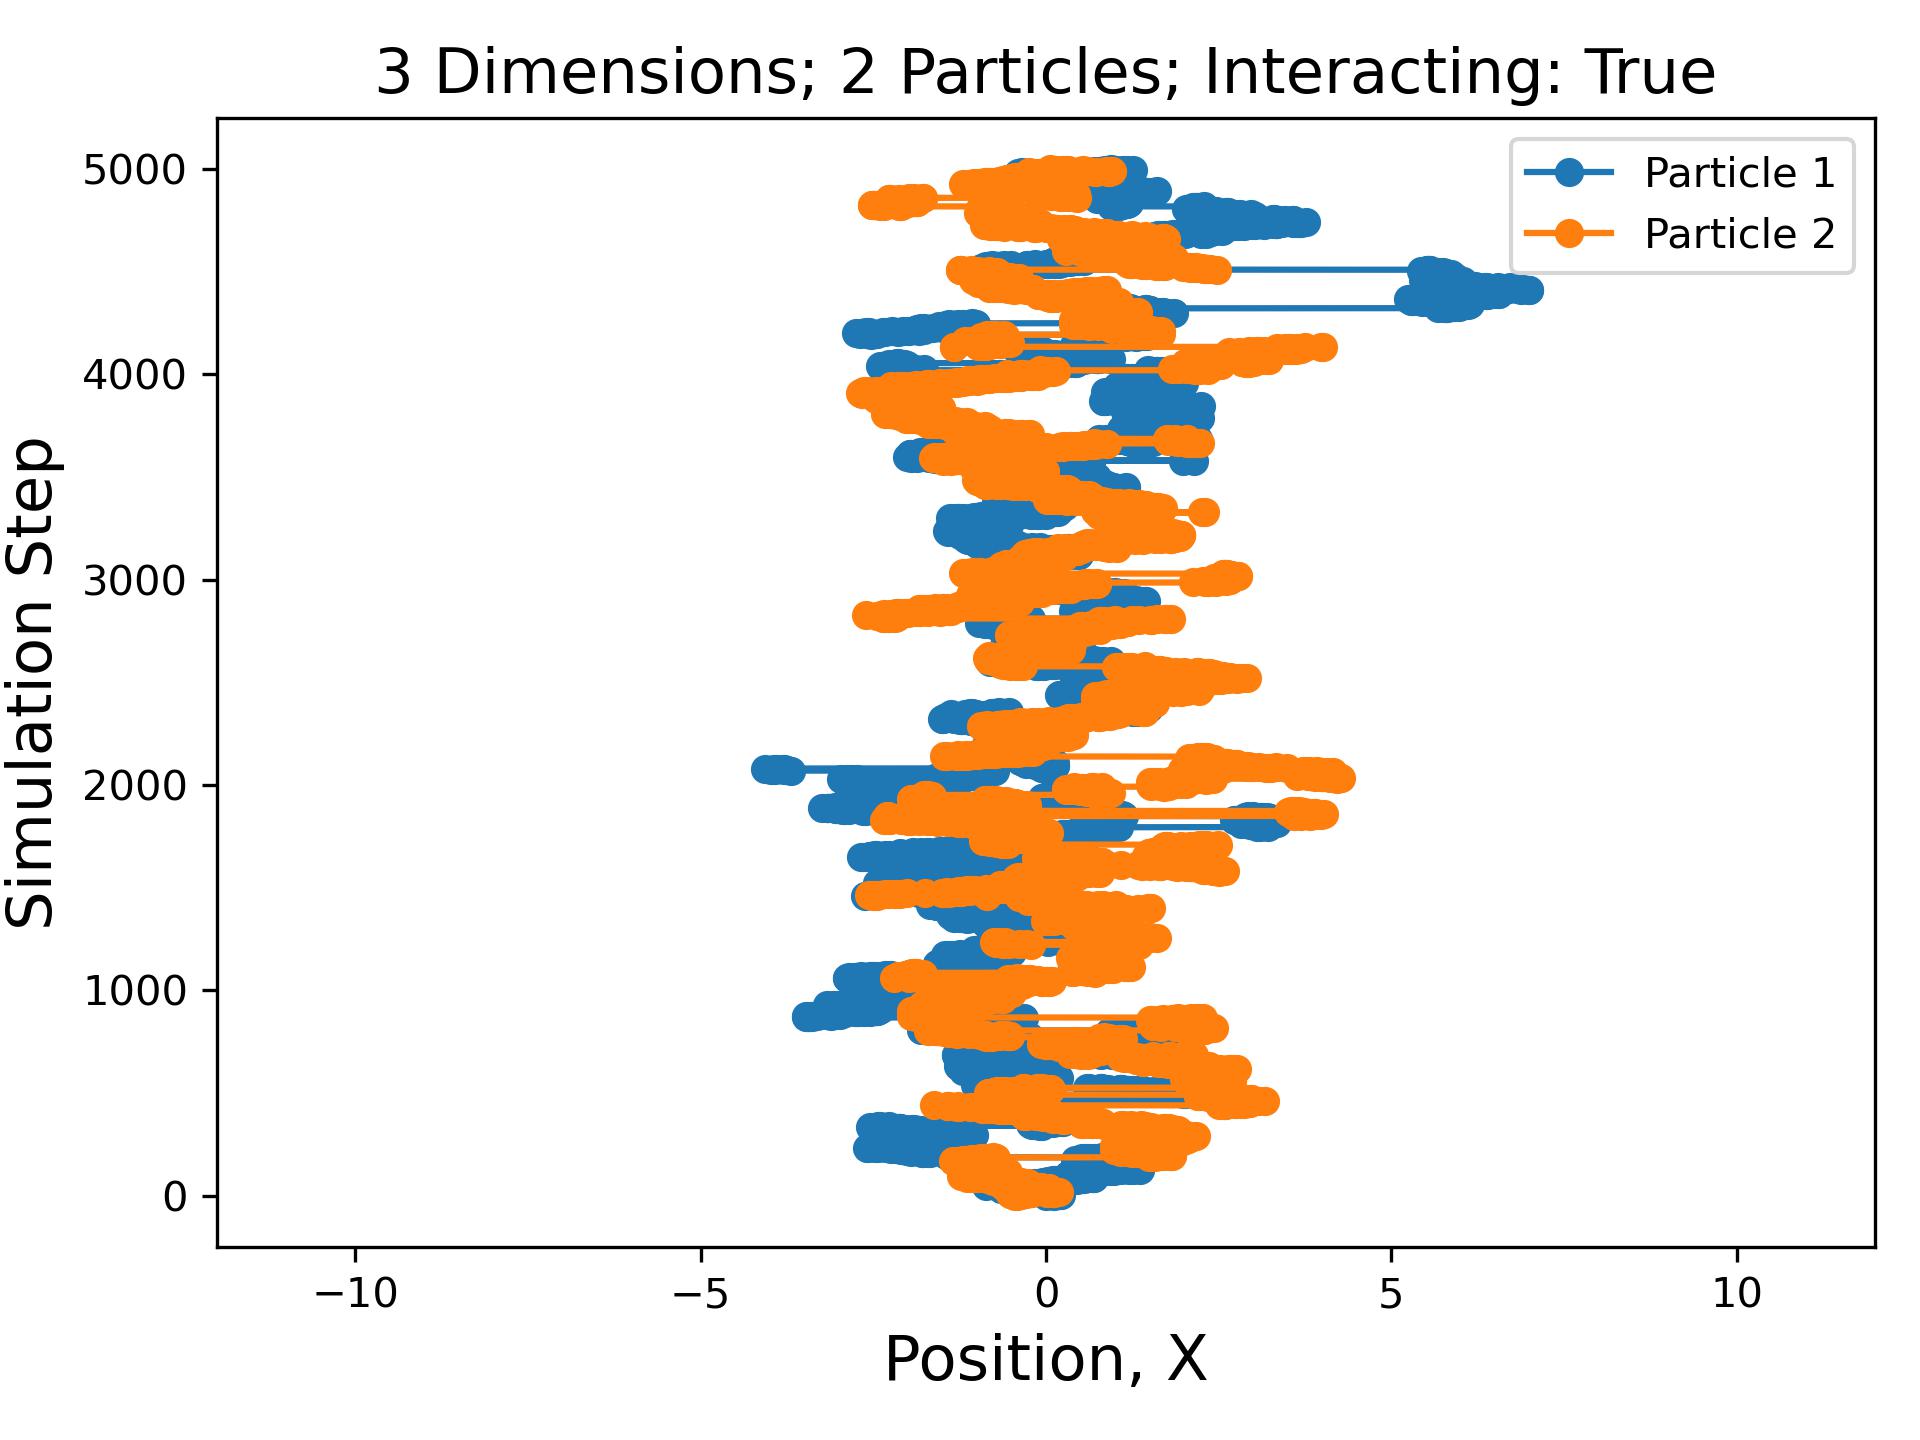 3 Dimensions; 2 Particles; Interacting: True
Particle 1
Particle 2
5000
4000
3000
2000
1000
0
Simulation Step
−10
−5
0
5
10
Position, X